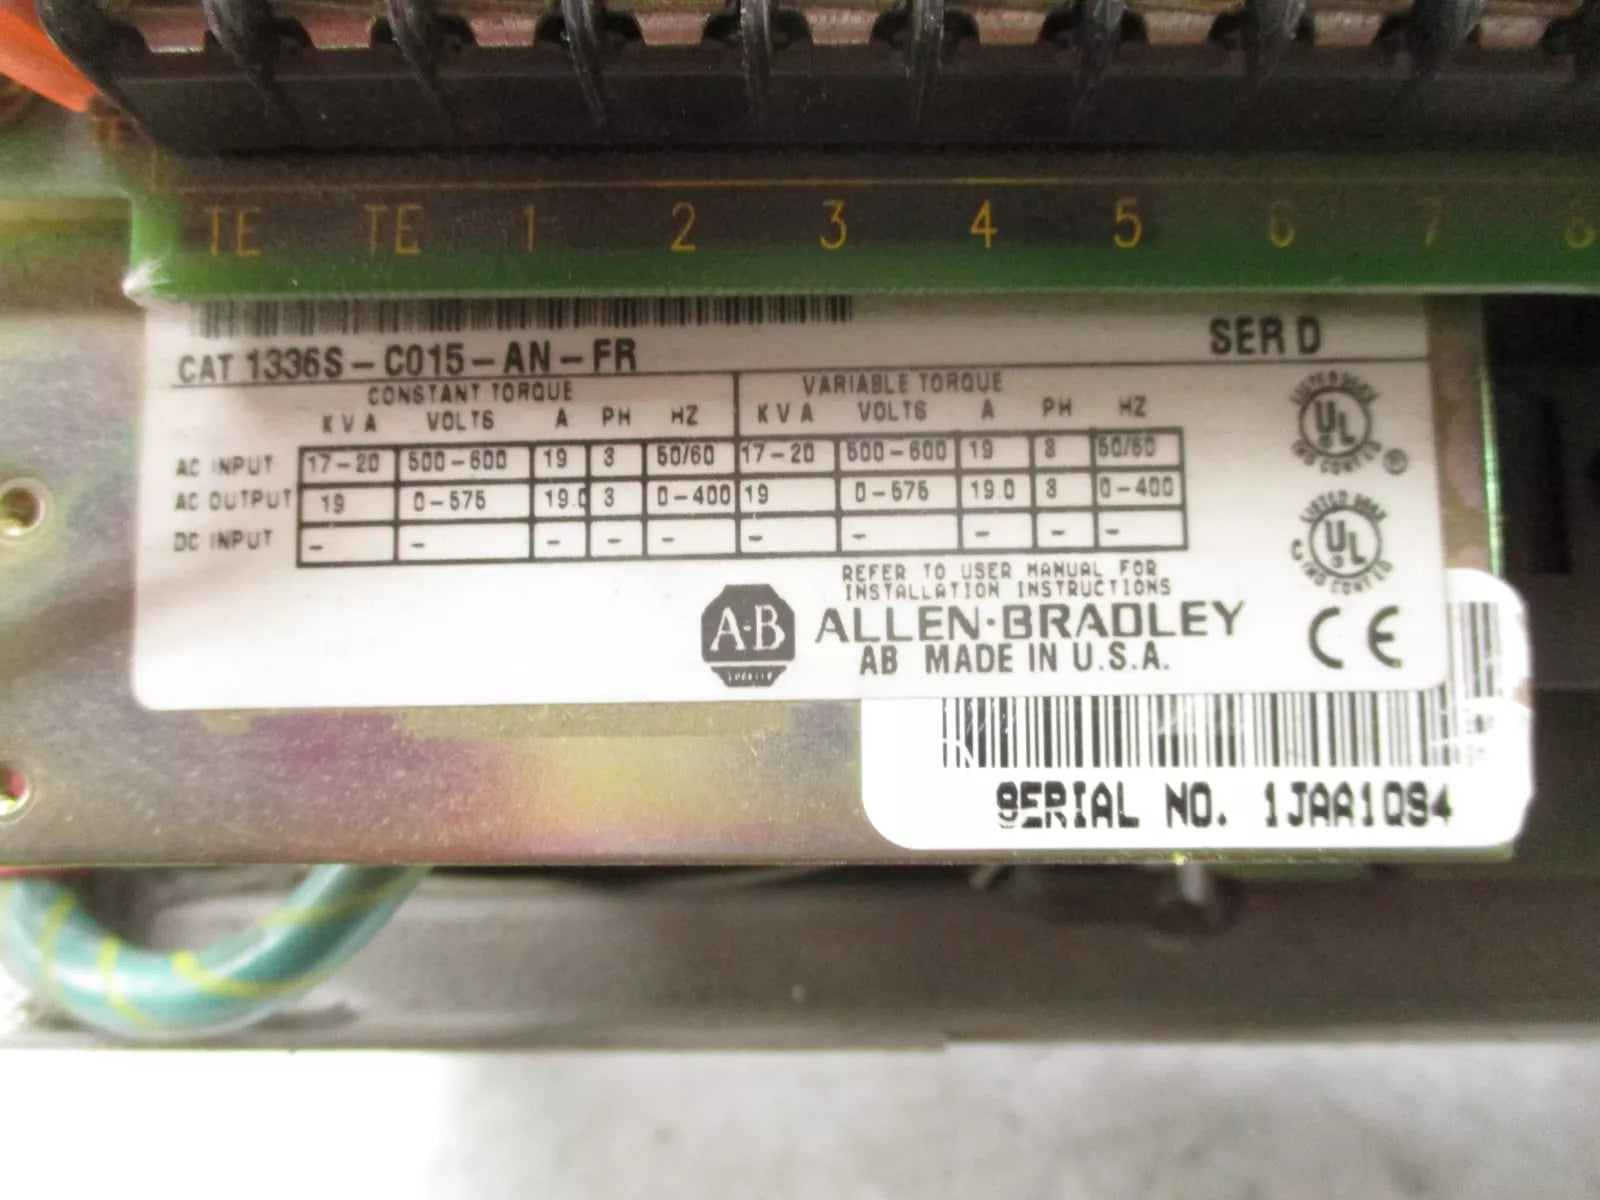 TE TE 1 2 3 4 5 6 7 8
CAT 1336S-C015-AN-FR SER D
CONSTANT TORQUE VARIABLE TORQUE
KVA VOLTS A PH HZ KVA VOLTS A PH HZ
AC INPUT 17-20 500-600 19 3 50/60 17-20 500-600 19 3 50/60
AC OUTPUT 19 0-575 19.0 3 0-400 19 0-575 19.0 3 0-400
DC INPUT - - - - - - - - - -
UL
R
UL
REFER TO USER MANUAL FOR
INSTALLATION INSTRUCTIONS
A-B ALLEN·BRADLEY
AB MADE IN U.S.A.
CE
SERIAL NO. 1JAA1QS4